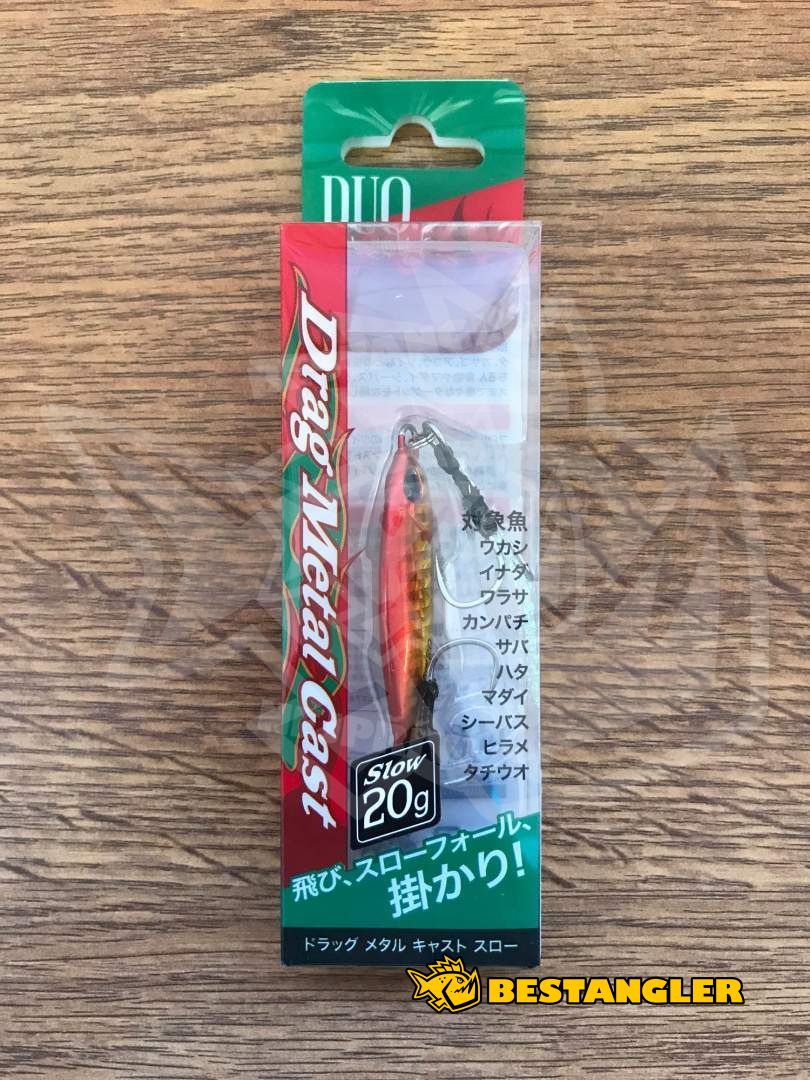 DUO
Drag Metal Cast
対象魚
ワカシ
イナダ
ワラサ
カンパチ
サバ
ハタ
マダイ
シーバス
ヒラメ
タチウオ
Slow
20g
飛び、スローフォール、
掛かり!
ドラッグ メタル キャスト スロー
BESTANGLER